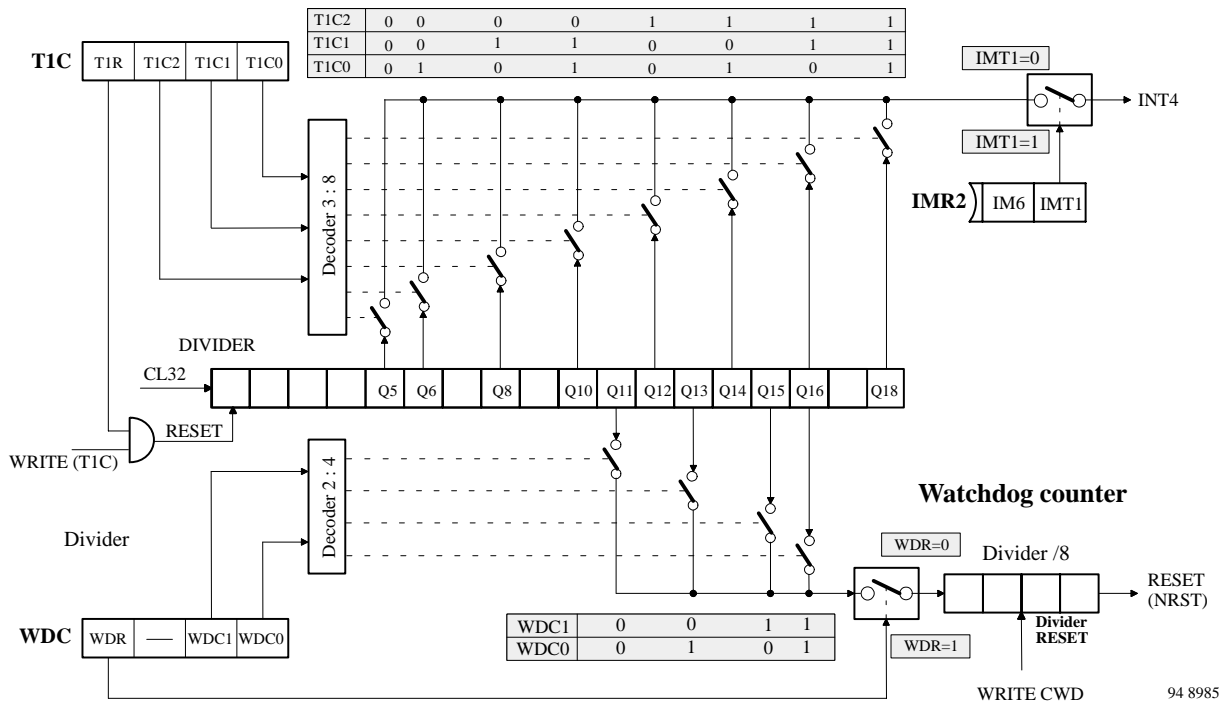 T1C2 0 0 0 0 1 1 1 1
T1C1 0 0 1 1 0 0 1 1
T1C0 0 1 0 1 0 1 0 1
T1C T1R T1C2 T1C1 T1C0
IMT1=0
INT4
IMT1=1
IMR2 IM6 IMT1
Decoder 3 : 8
DIVIDER
CL32
Q5 Q6 Q8 Q10 Q11 Q12 Q13 Q14 Q15 Q16 Q18
RESET
WRITE (T1C)
Decoder 2 : 4
Watchdog counter
Divider
WDR=0
Divider /8
RESET
(NRST)
Divider
RESET
WDC WDR — WDC1 WDC0
WDC1 0 0 1 1
WDC0 0 1 0 1
WDR=1
WRITE CWD
94 8985